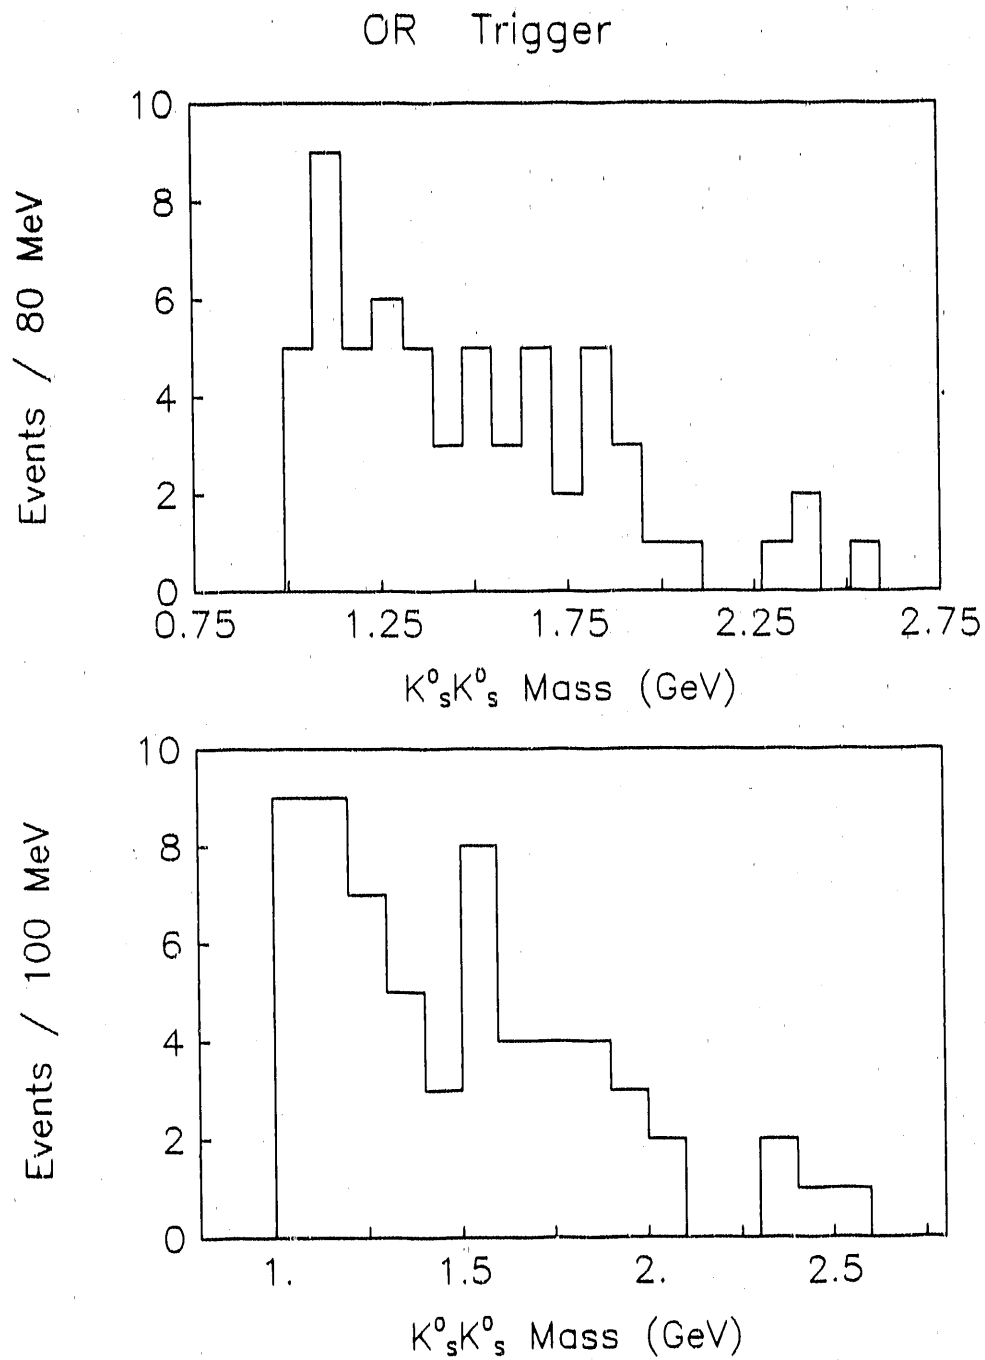 OR Trigger
10
8
6
4
2
0
Events / 80 MeV
0.75 1.25 1.75 2.25 2.75
K⁰ₛK⁰ₛ Mass (GeV)
10
8
6
4
2
0
Events / 100 MeV
1. 1.5 2. 2.5
K⁰ₛK⁰ₛ Mass (GeV)